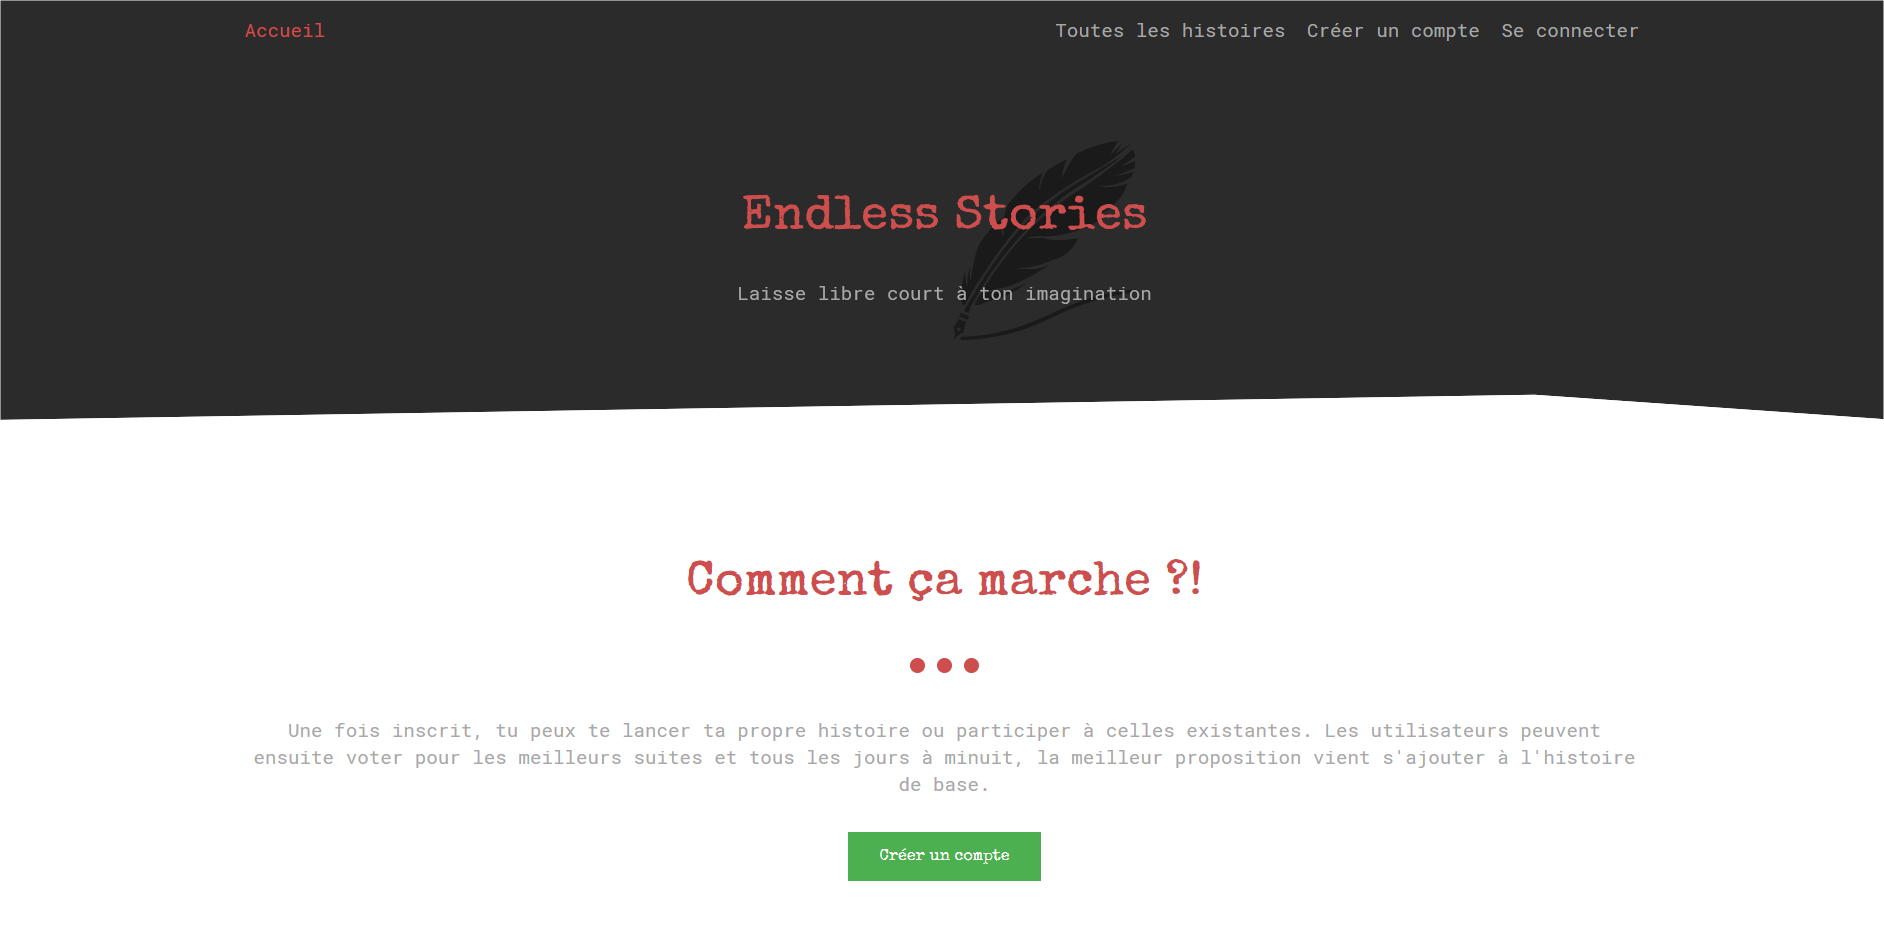 Accueil
Toutes les histoires Créer un compte Se connecter
Endless Stories
Laisse libre court à ton imagination
Comment ça marche ?!
Une fois inscrit, tu peux te lancer ta propre histoire ou participer à celles existantes. Les utilisateurs peuvent
ensuite voter pour les meilleurs suites et tous les jours à minuit, la meilleur proposition vient s'ajouter à l'histoire
de base.
Créer un compte